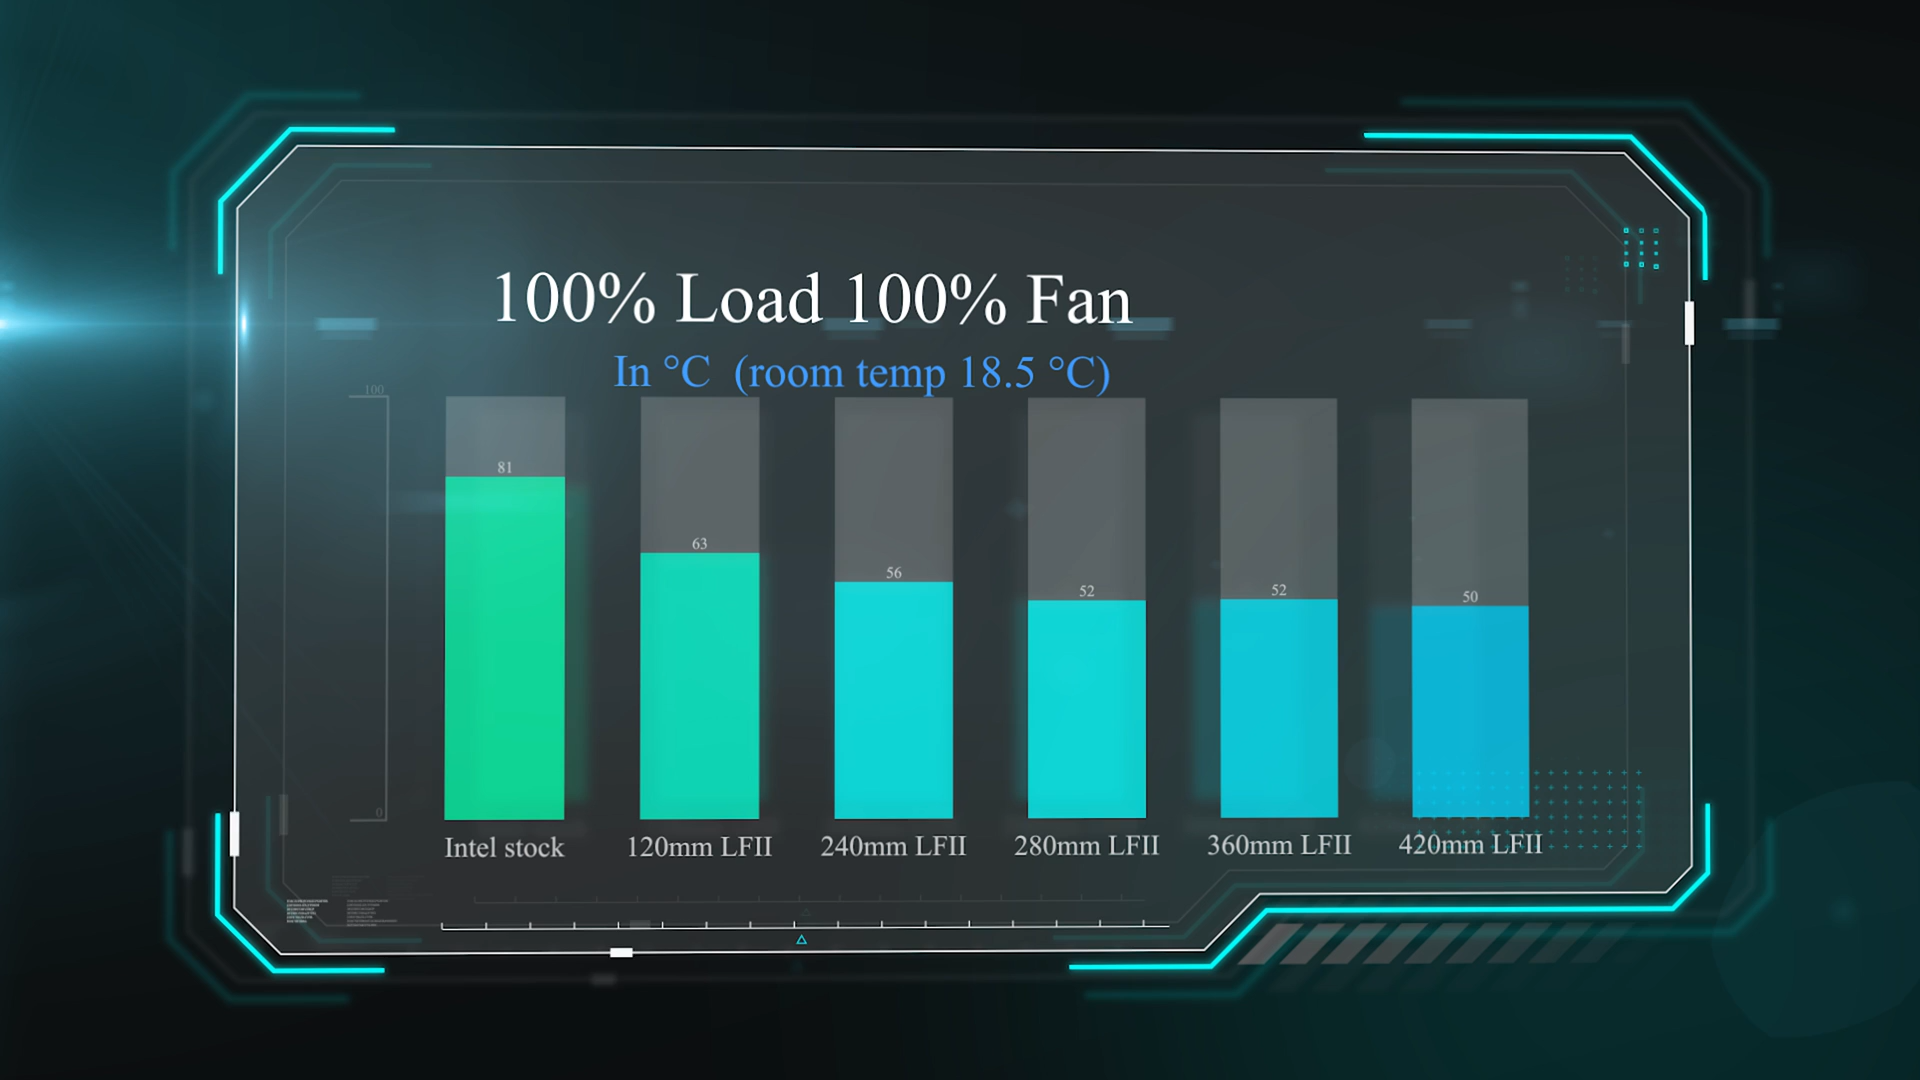 100% Load 100% Fan
In °C (room temp 18.5 °C)
100
81
63
56
52
52
50
0
Intel stock
120mm LFII
240mm LFII
280mm LFII
360mm LFII
420mm LFII